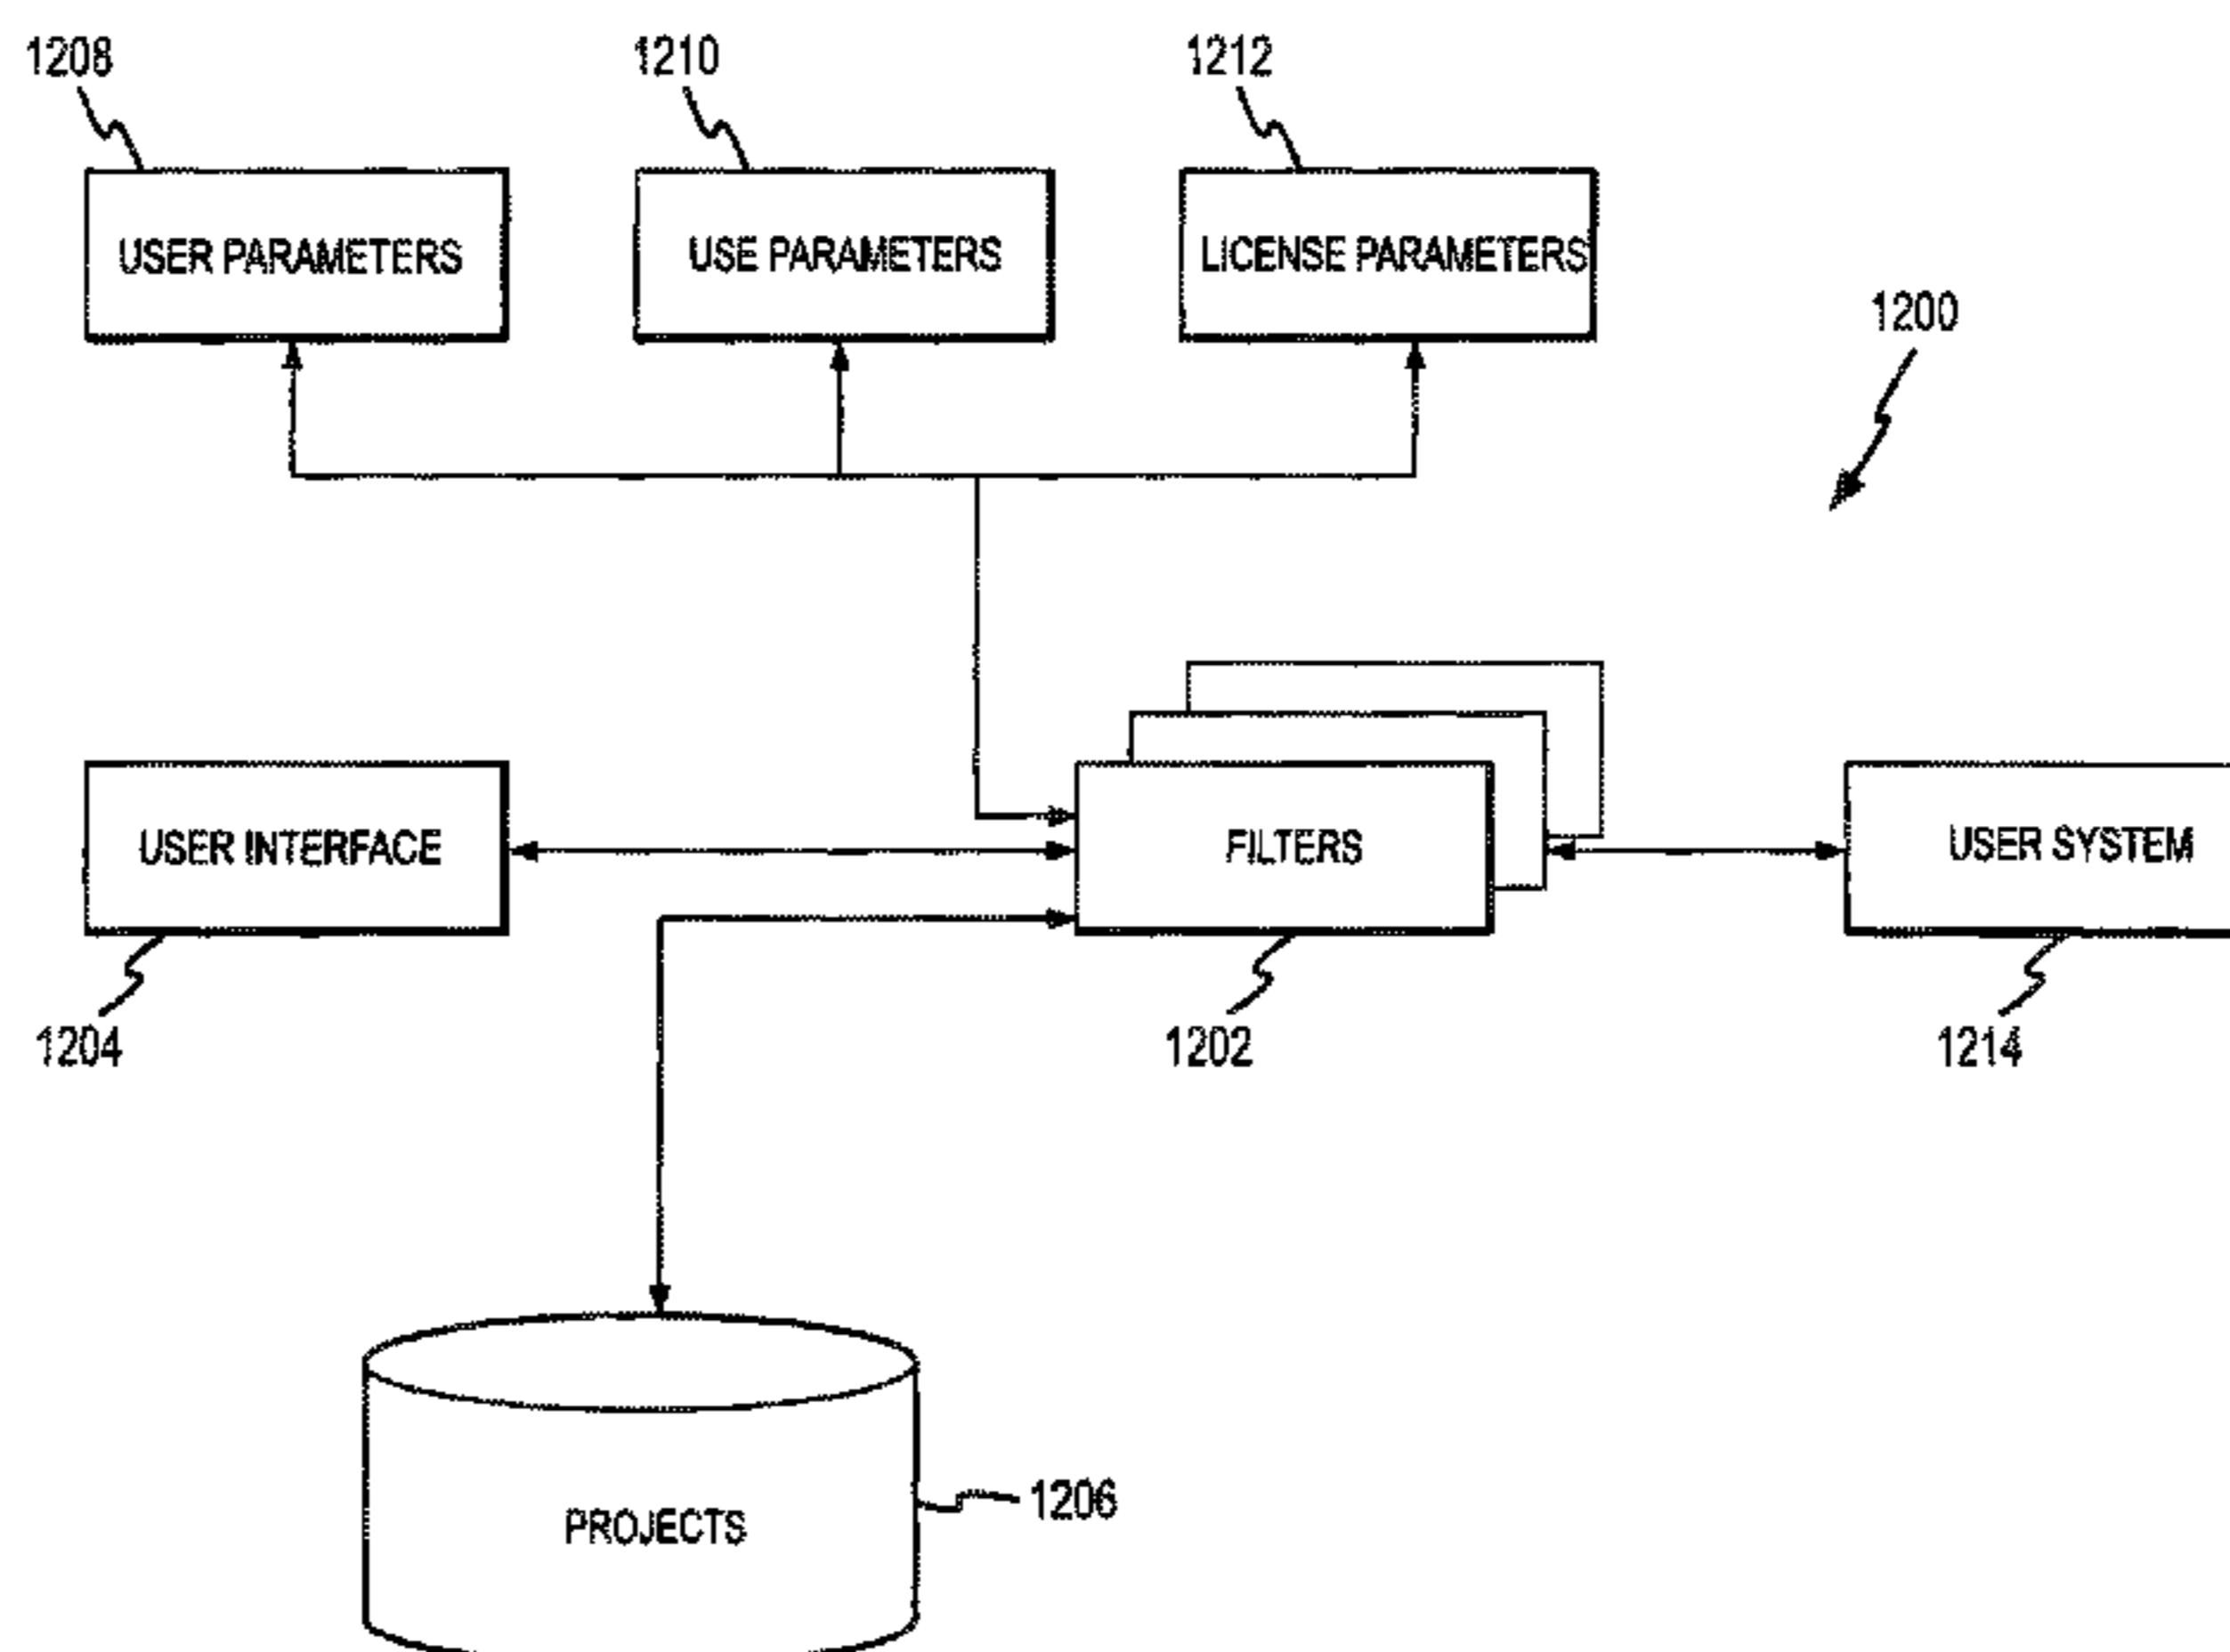 1208
1210
1212
USER PARAMETERS
USE PARAMETERS
LICENSE PARAMETERS
1200
USER INTERFACE
FILTERS
USER SYSTEM
1204
1202
1214
PROJECTS
1206